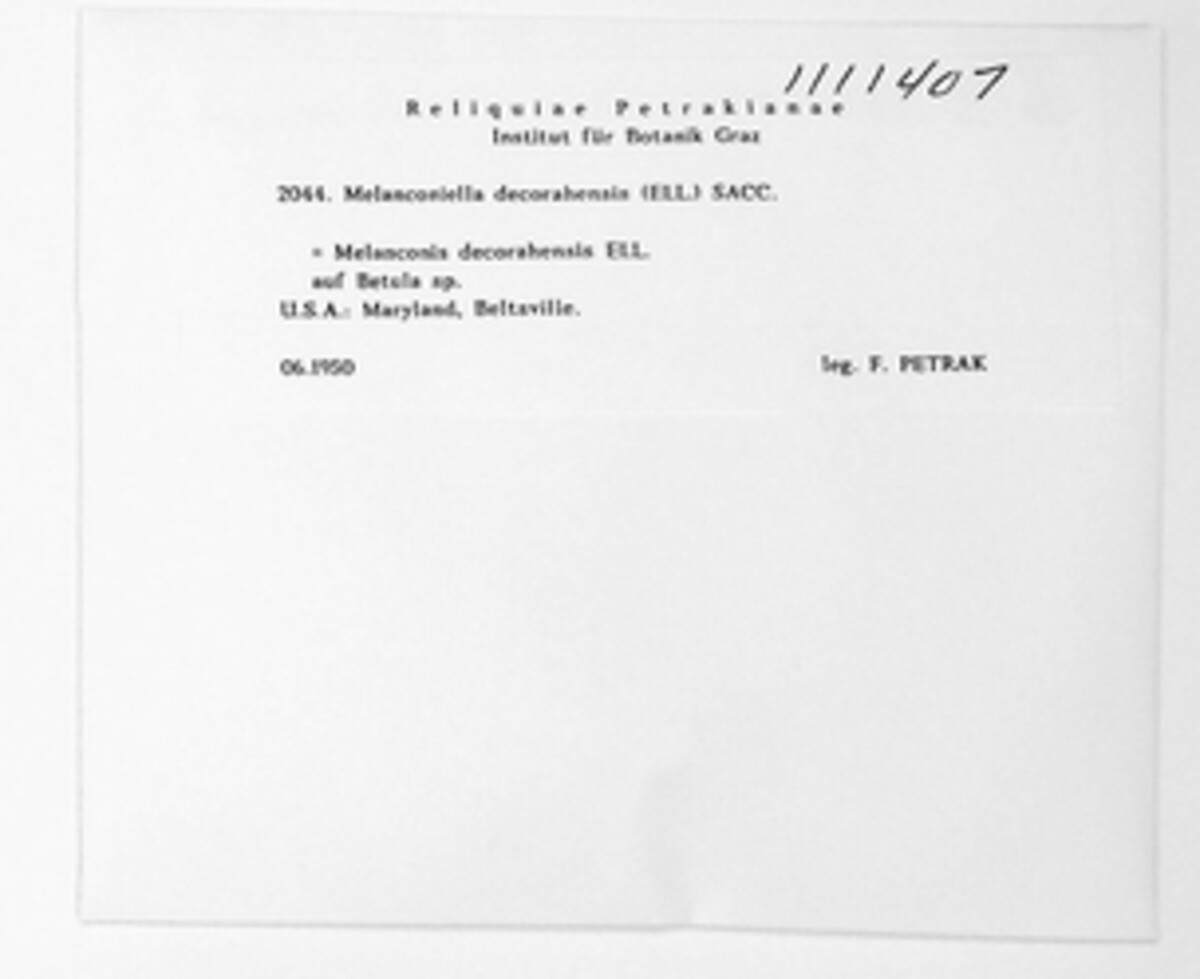 1111407
Reliquiae Petrakianae
Institut für Botanik Graz
2044. Melanconiella decorahensis (ELL.) SACC.
= Melanconis decorahensis ELL.
auf Betula sp.
U.S.A.: Maryland, Beltsville.
06.1950 leg. F. PETRAK